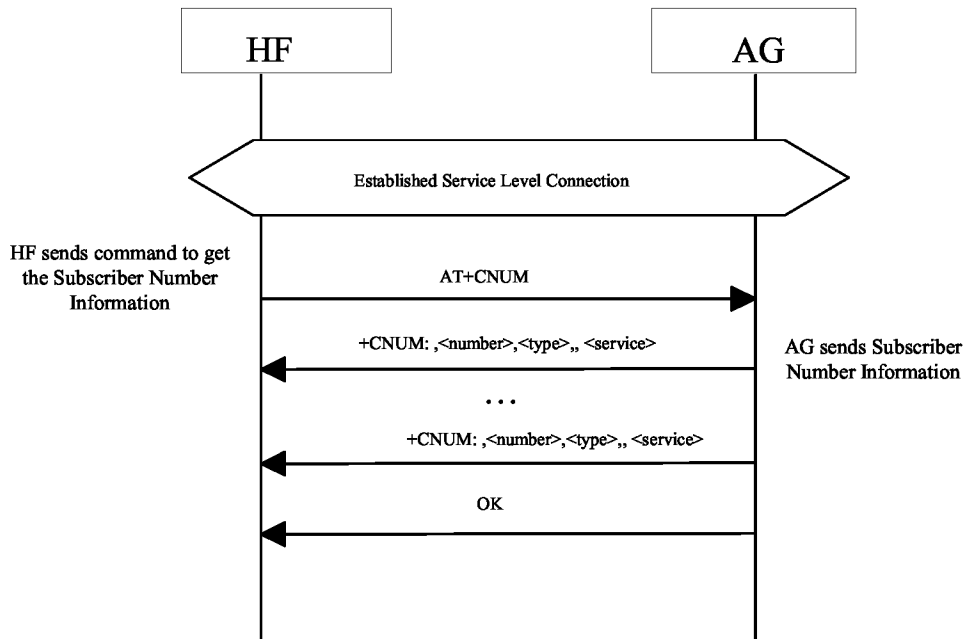 HF
AG
Established Service Level Connection
HF sends command to get
the Subscriber Number
Information
AT+CNUM
+CNUM: ,<number>,<type>,, <service>
AG sends Subscriber
Number Information
...
+CNUM: ,<number>,<type>,, <service>
OK